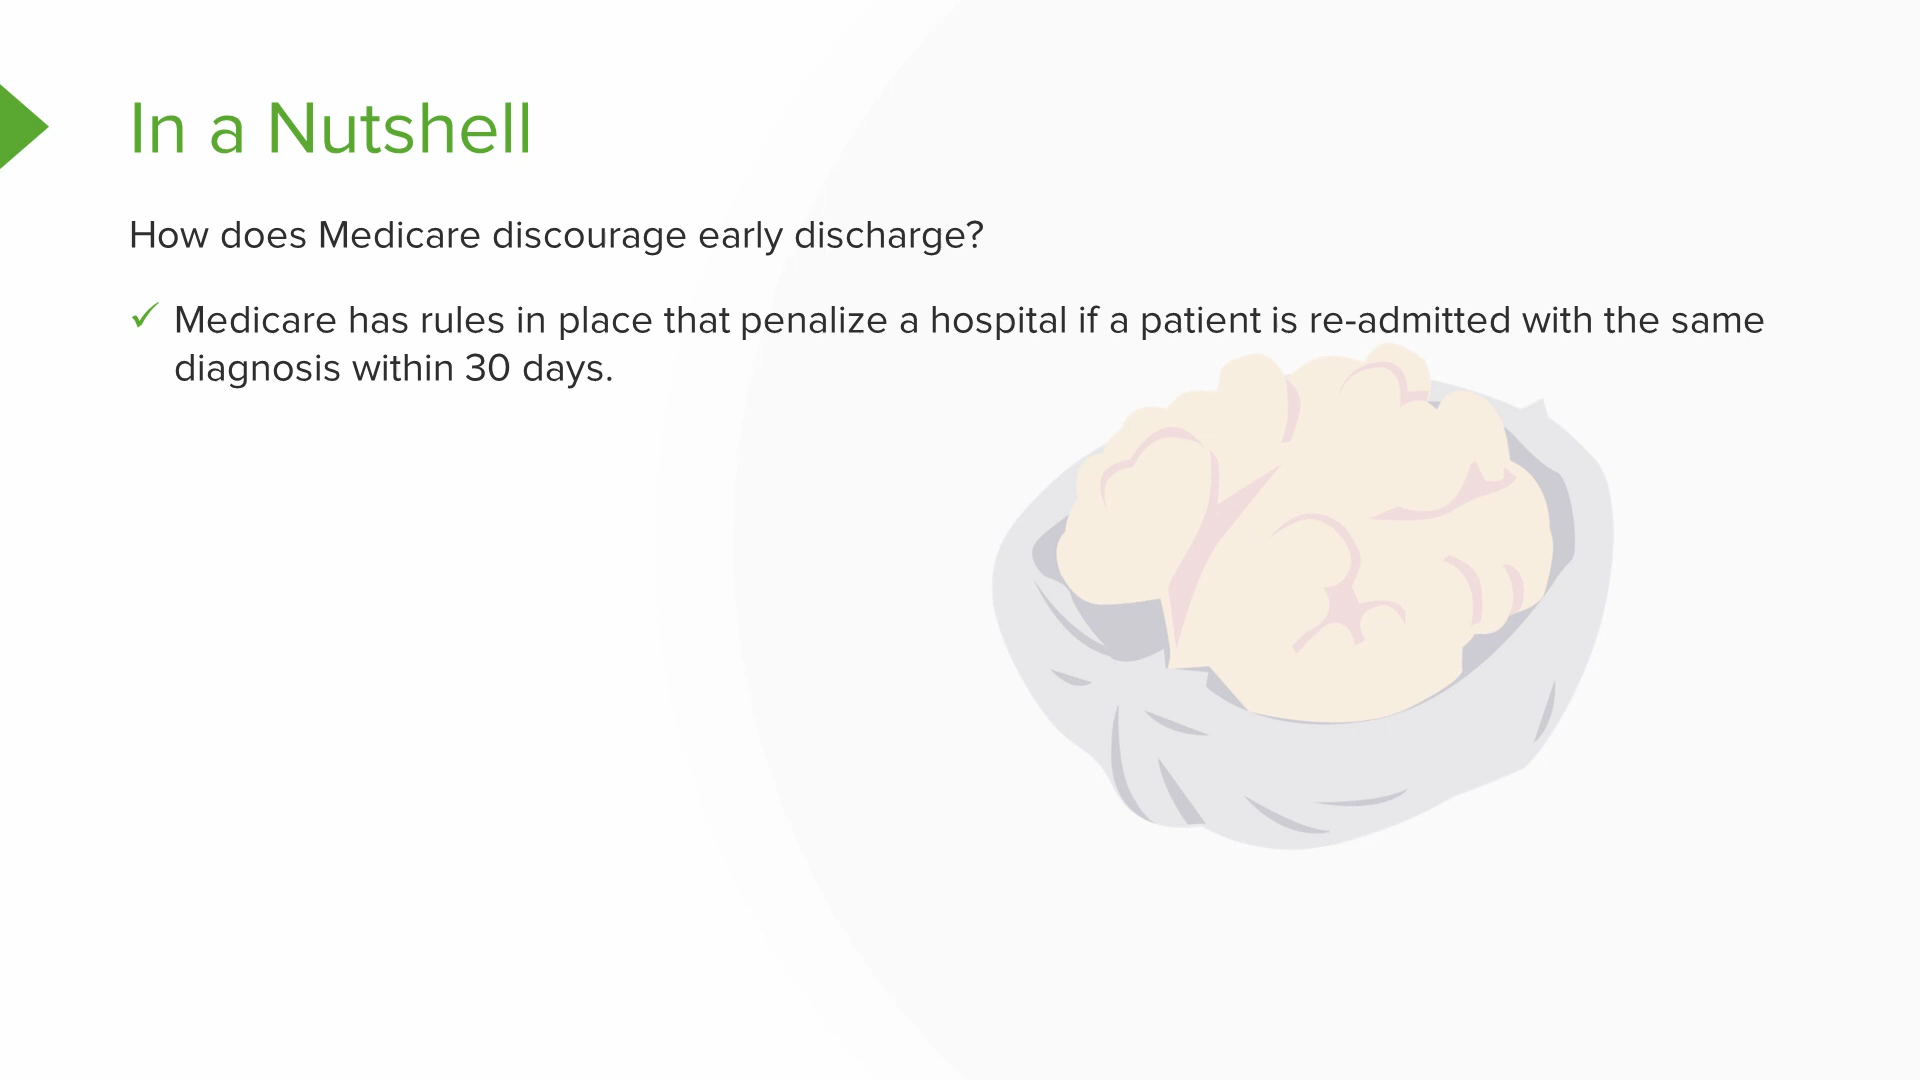 In a Nutshell
How does Medicare discourage early discharge?
✓ Medicare has rules in place that penalize a hospital if a patient is re-admitted with the same
diagnosis within 30 days.